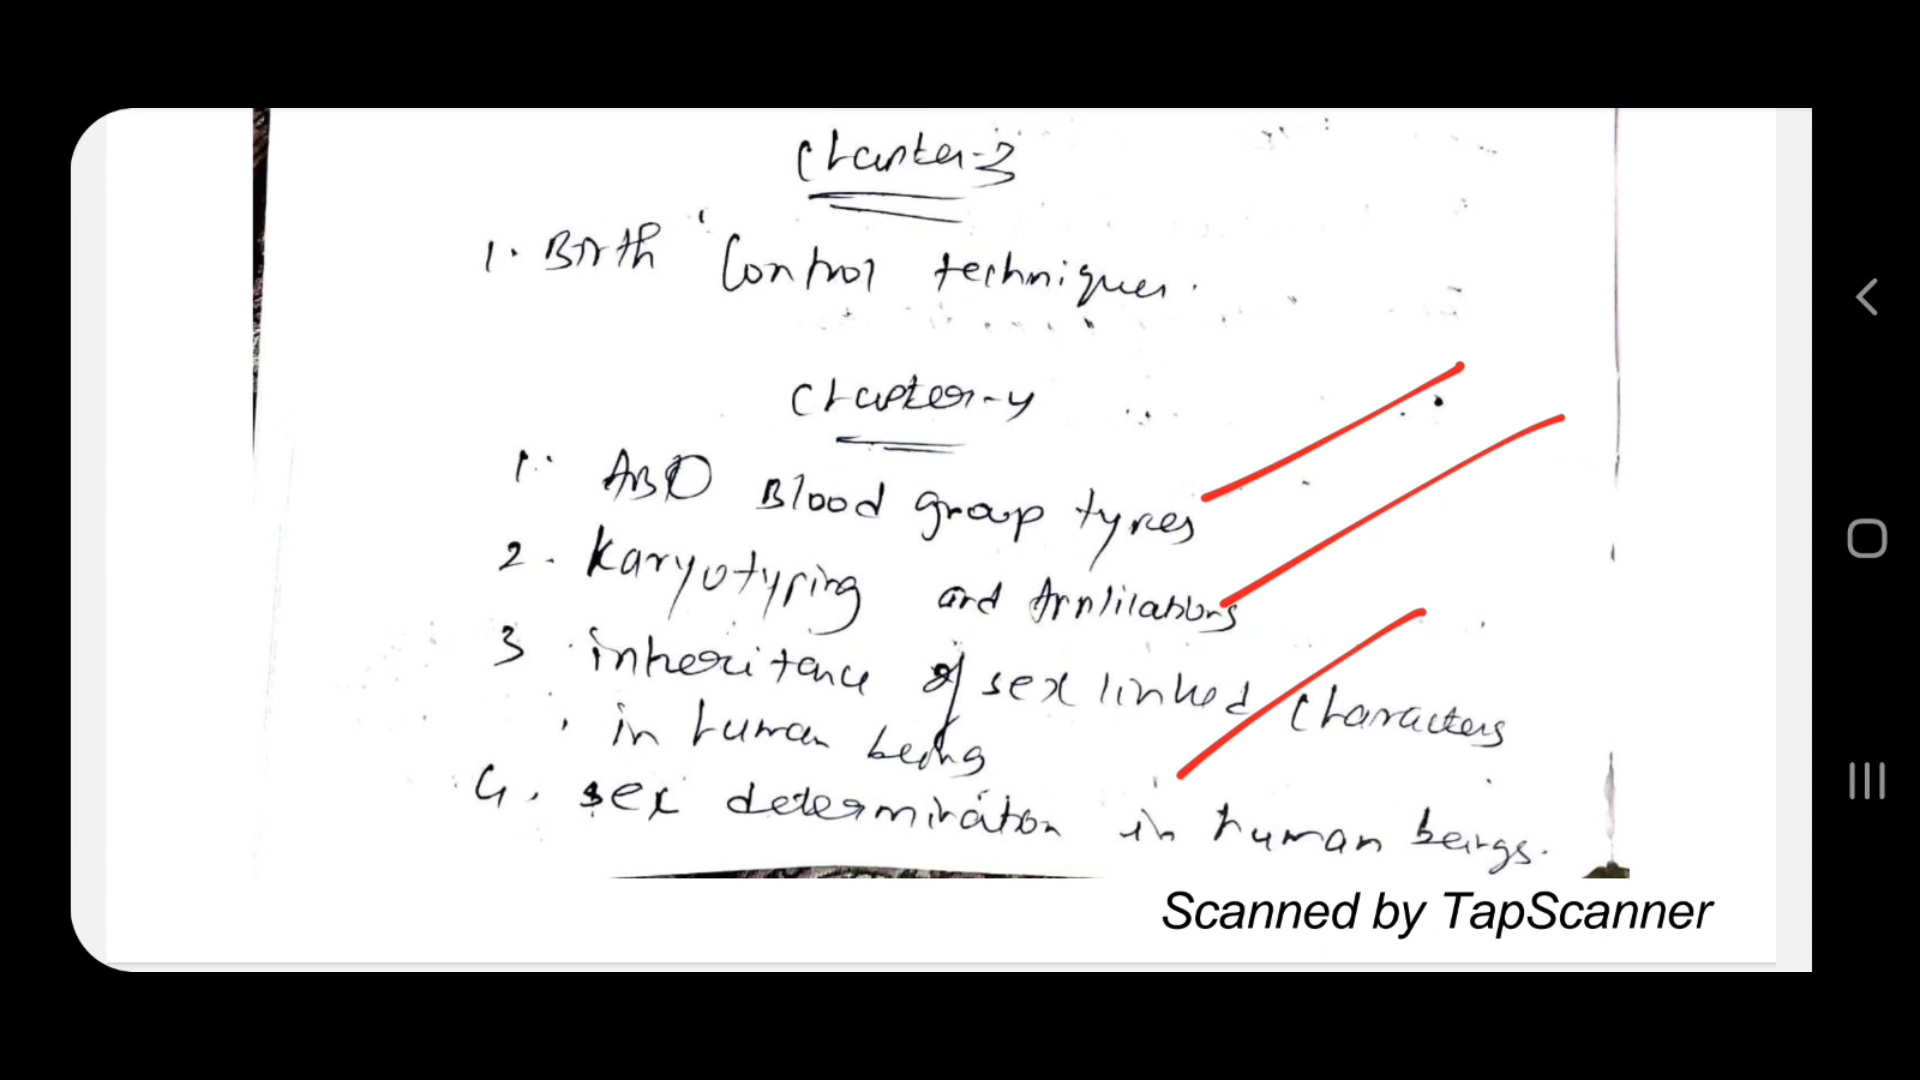 Chapter-3
1. Birth Control techniques.
Chapter-4
1. ABO Blood group types
2. Karyotyping and Applications
3 inheritance of sex linked characters
in human being
4. sex determination in human beings.
Scanned by TapScanner